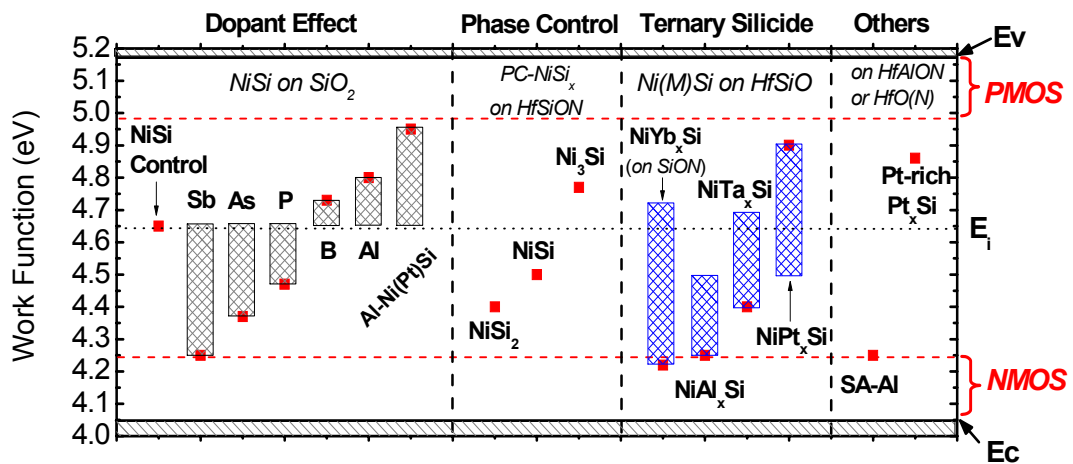 Dopant Effect
Phase Control
Ternary Silicide
Others
Work Function (eV)
5.2
5.1
5.0
4.9
4.8
4.7
4.6
4.5
4.4
4.3
4.2
4.1
4.0
NiSi on SiO2
PC-NiSix
on HfSiON
Ni(M)Si on HfSiO
on HfAlON
or HfO(N)
Ev
PMOS
Ei
NMOS
Ec
NiSi
Control
Sb
As
P
B
Al
Al-Ni(Pt)Si
Ni3Si
NiSi
NiSi2
NiYbxSi
(on SiON)
NiTaxSi
NiAlxSi
NiPtxSi
Pt-rich
PtxSi
SA-Al